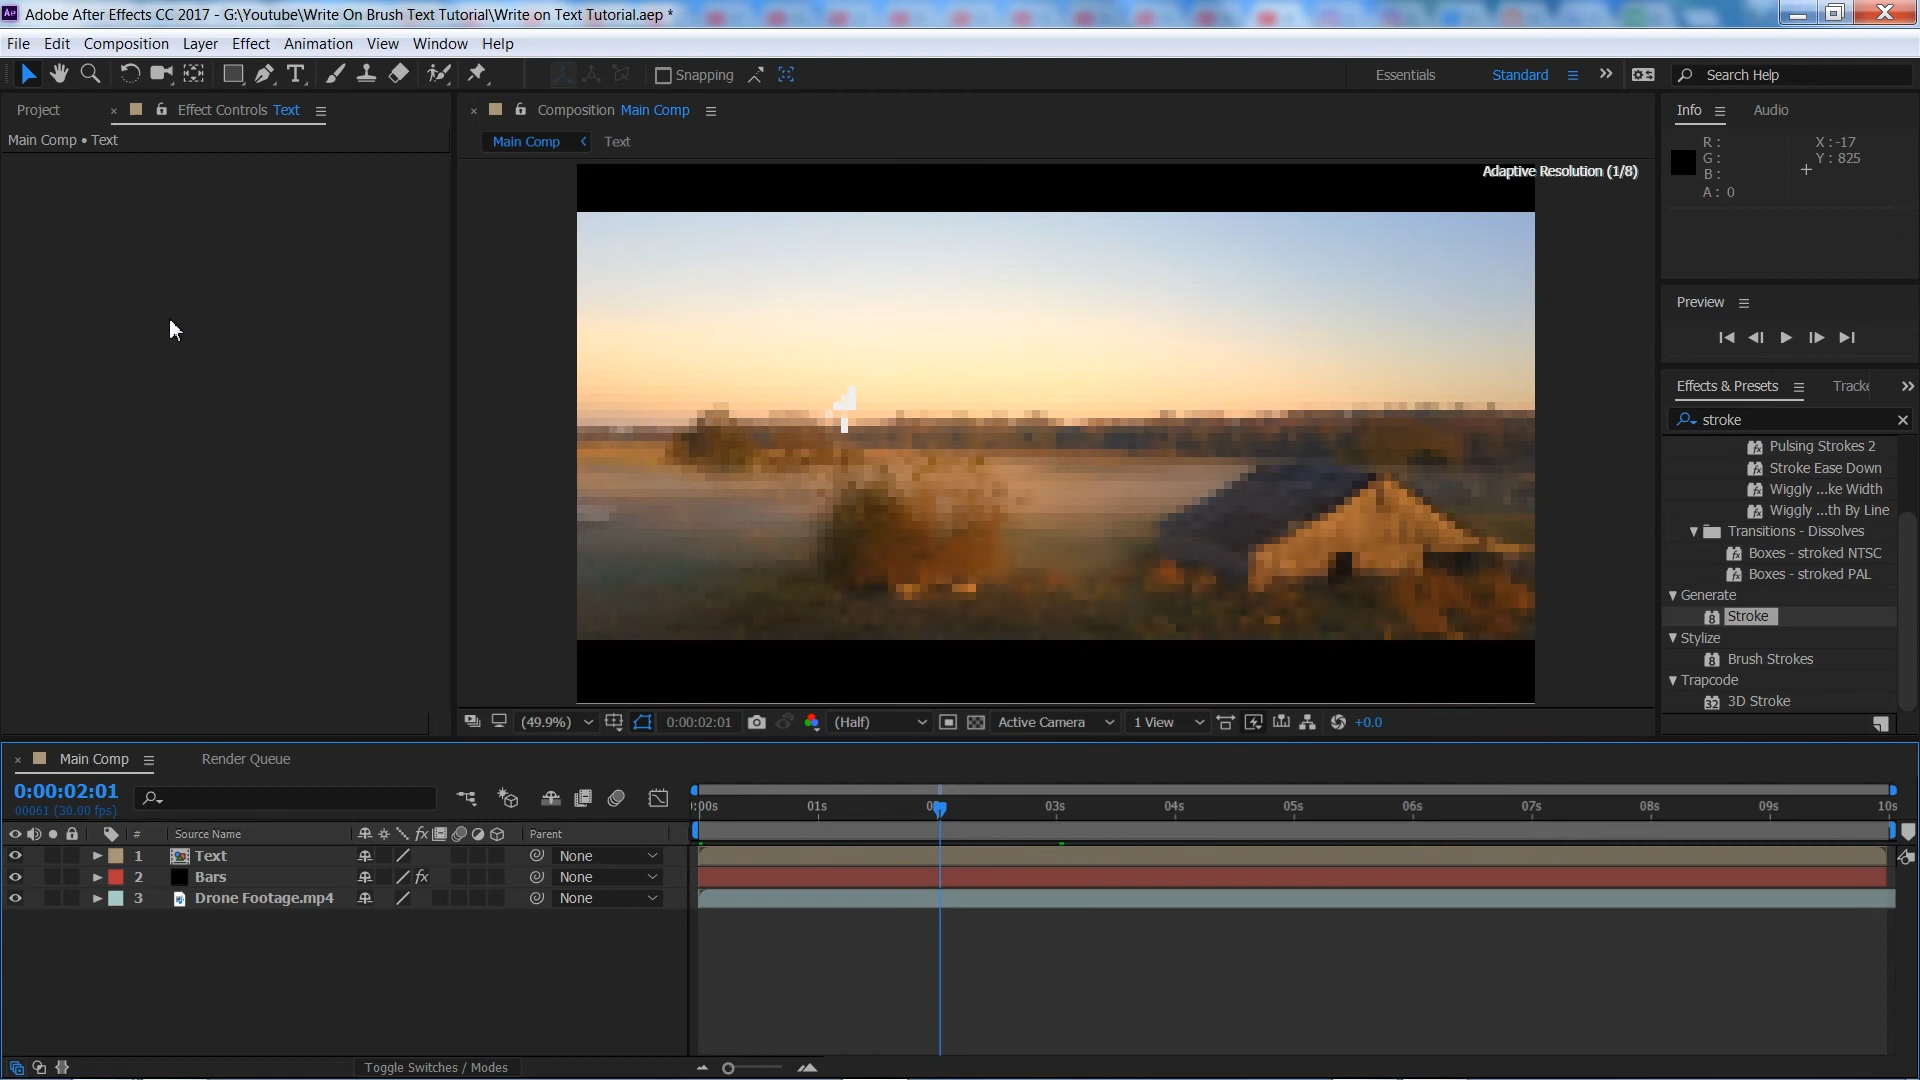 Adobe After Effects CC 2017 - G:\Youtube\Write On Brush Text Tutorial\Write on Text Tutorial.aep *
File Edit Composition Layer Effect Animation View Window Help
Snapping Essentials Standard Search Help
Project Effect Controls Text Composition Main Comp Info Audio
Main Comp • Text Main Comp Text
R : X : -17
G : Y : 825
B :
A : 0
Adaptive Resolution (1/8)
Preview
Effects & Presets Tracke
stroke
Pulsing Strokes 2
Stroke Ease Down
Wiggly ...ke Width
Wiggly ...th By Line
Transitions - Dissolves
Boxes - stroked NTSC
Boxes - stroked PAL
Generate
Stroke
Stylize
Brush Strokes
Trapcode
3D Stroke
(49.9%) 0:00:02:01 (Half) Active Camera 1 View +0.0
Main Comp Render Queue
0:00:02:01
00061 (30.00 fps)
:00s 01s 03s 04s 05s 06s 07s 08s 09s 10s
# Source Name Parent
1 Text None
2 Bars fx None
3 Drone Footage.mp4 None
Toggle Switches / Modes